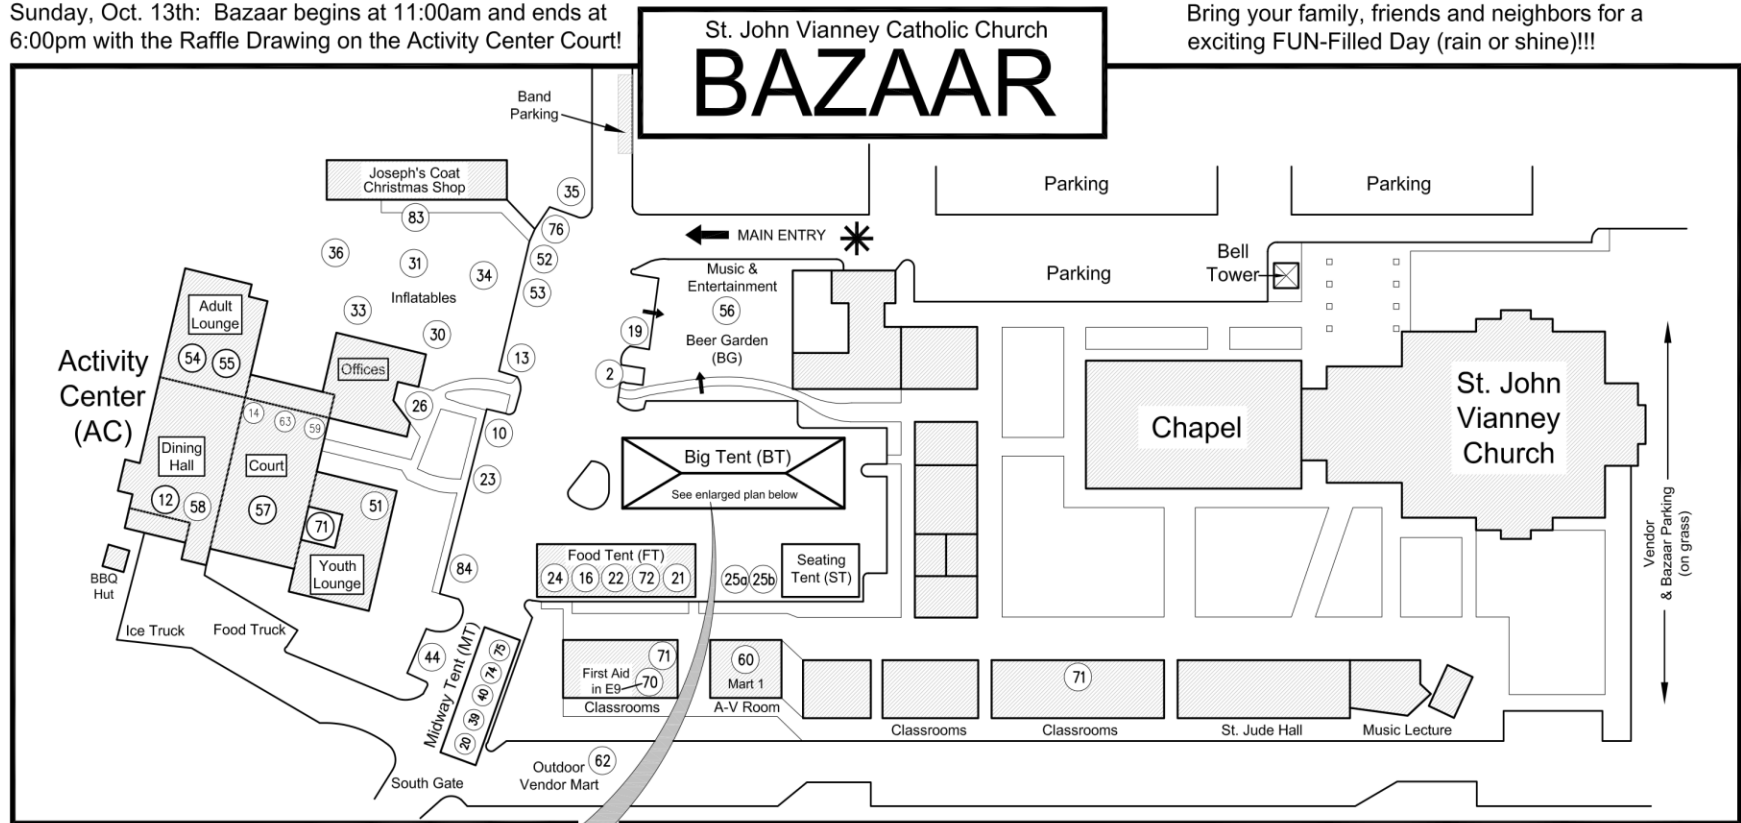 Sunday, Oct. 13th: Bazaar begins at 11:00am and ends at
6:00pm with the Raffle Drawing on the Activity Center Court!
St. John Vianney Catholic Church
BAZAAR
Bring your family, friends and neighbors for a
exciting FUN-Filled Day (rain or shine)!!!
Band
Parking
Joseph's Coat
Christmas Shop
35
83
76
36
31
34
52
53
Inflatables
33
30
13
MAIN ENTRY
Music &
Entertainment
56
19
Beer Garden
(BG)
2
Parking
Parking
Parking
Bell
Tower
Adult
Lounge
54
55
Offices
Activity
Center
(AC)
26
14
63
59
10
Dining
Hall
Court
23
12
58
57
51
71
Youth
Lounge
84
BBQ
Hut
Ice Truck
Food Truck
44
Big Tent (BT)
See enlarged plan below
Food Tent (FT)
24
16
22
72
21
25a
25b
Seating
Tent (ST)
Chapel
St. John
Vianney
Church
Vendor
& Bazaar Parking
(on grass)
Midway Tent (MT)
75
74
40
39
20
71
First Aid
in E9
70
Classrooms
60
Mart 1
A-V Room
Classrooms
71
Classrooms
St. Jude Hall
Music Lecture
South Gate
Outdoor
Vendor Mart
62